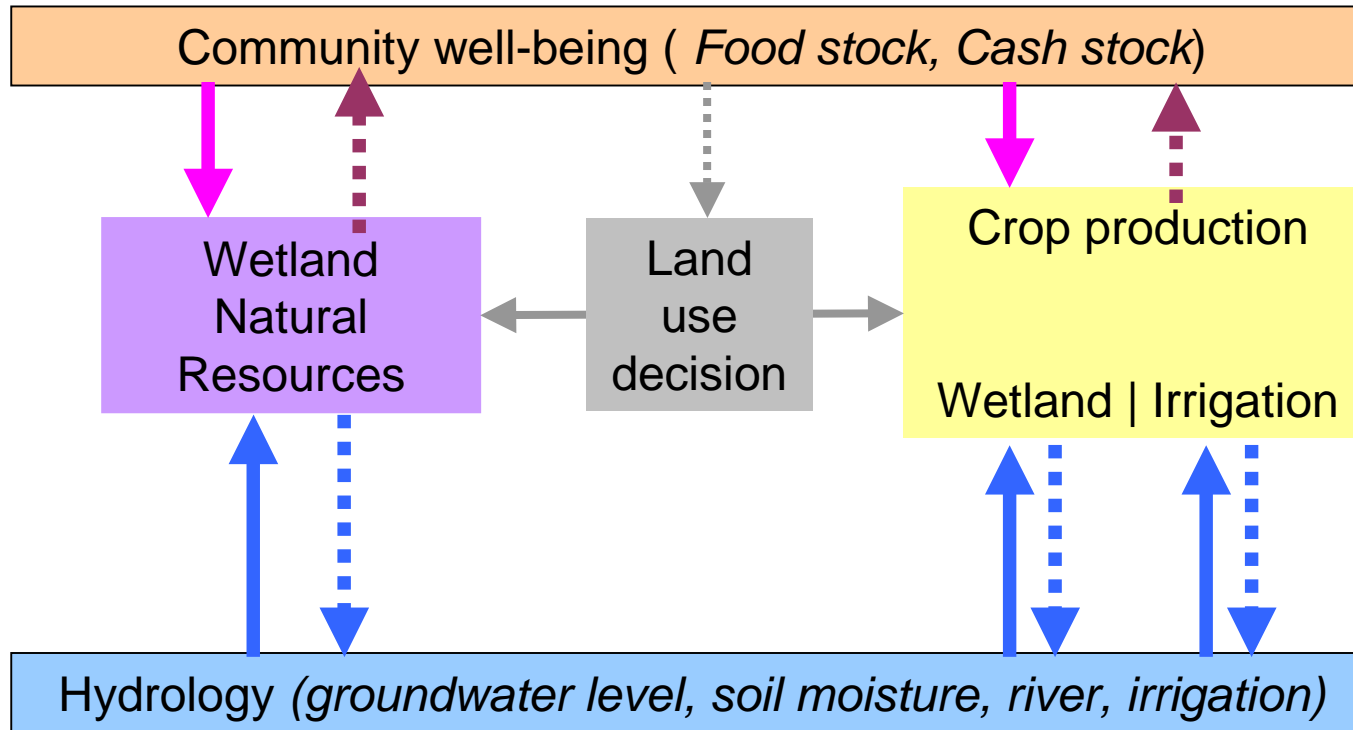 Community well-being ( Food stock, Cash stock)
Wetland
Natural
Resources
Land
use
decision
Crop production
Wetland | Irrigation
Hydrology (groundwater level, soil moisture, river, irrigation)